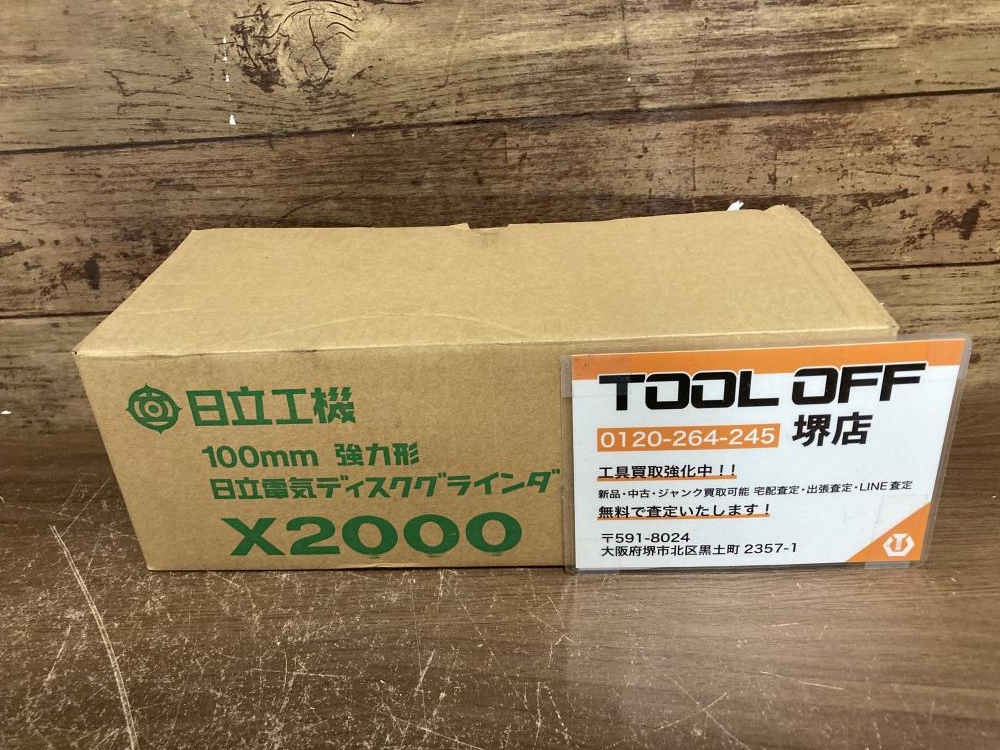 日立工機
100mm 強力形
日立電気ディスクグラインダ
X2000
TOOL OFF
0120-264-245 堺店
工具買取強化中!!
新品・中古・ジャンク買取可能 宅配査定・出張査定・LINE査定
無料で査定いたします!
〒591-8024
大阪府堺市北区黒土町 2357-1